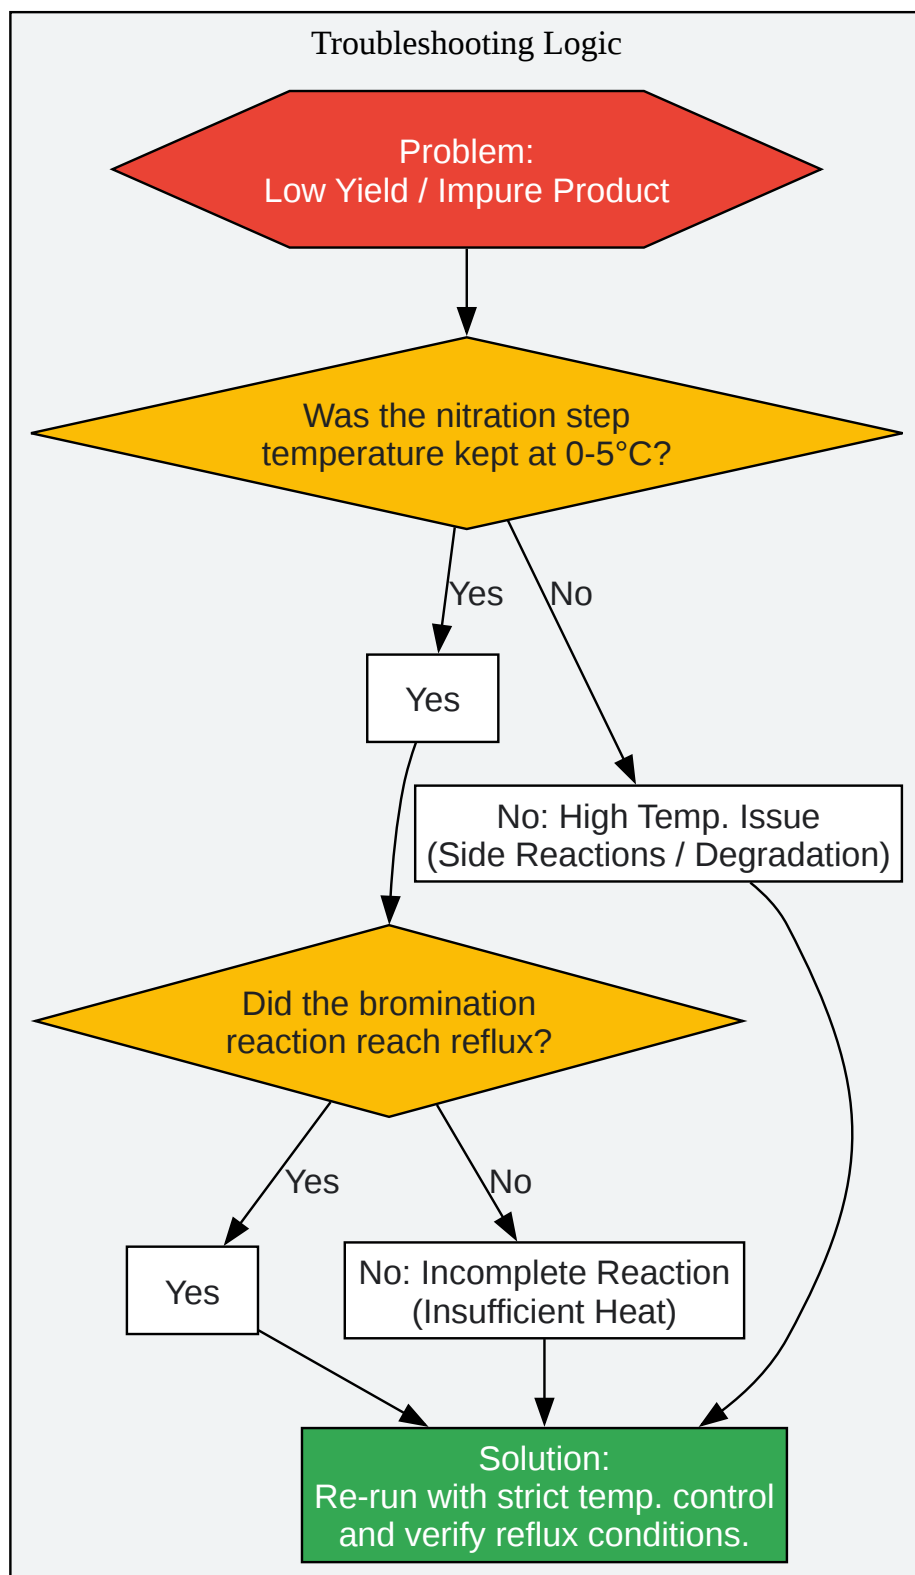 Troubleshooting Logic
Problem:
Low Yield / Impure Product
Was the nitration step
temperature kept at 0-5°C?
Yes
No
Yes
No: High Temp. Issue
(Side Reactions / Degradation)
Did the bromination
reaction reach reflux?
Yes
No
Yes
No: Incomplete Reaction
(Insufficient Heat)
Solution:
Re-run with strict temp. control
and verify reflux conditions.